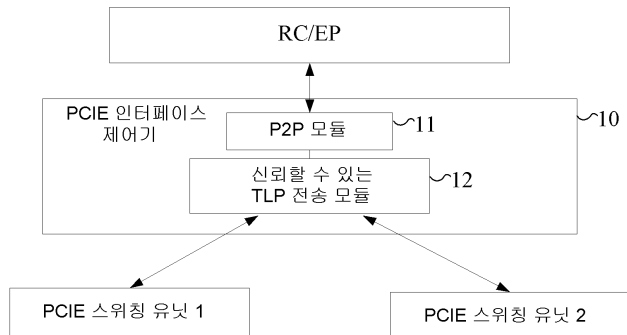 RC/EP
PCIE 인터페이스
제어기
P2P 모듈
11
10
신뢰할 수 있는
TLP 전송 모듈
12
PCIE 스위칭 유닛 1
PCIE 스위칭 유닛 2